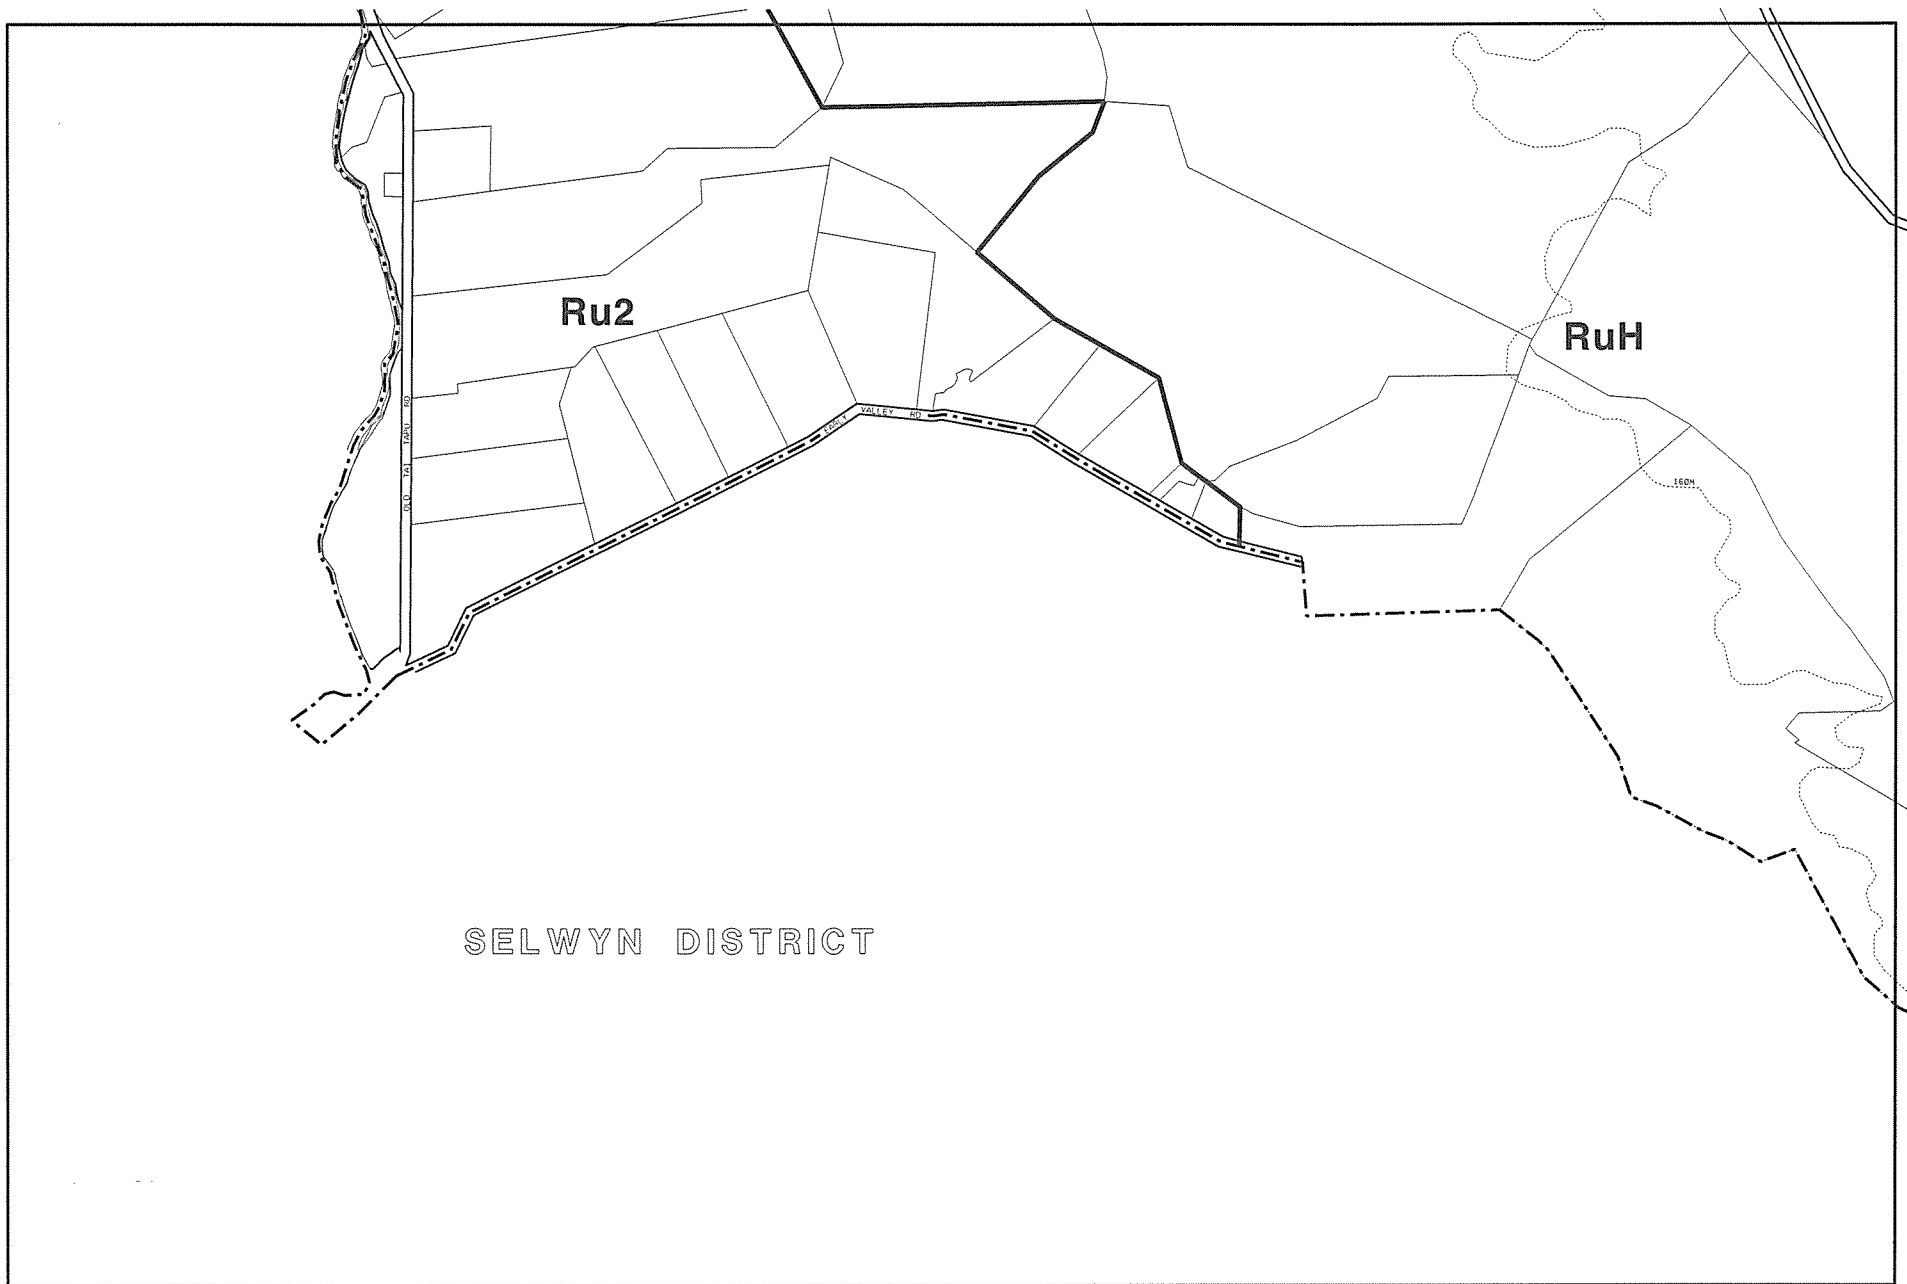 Ru2
RuH
OLD TAI TAPU RD
EARLY VALLEY RD
160M
SELWYN DISTRICT